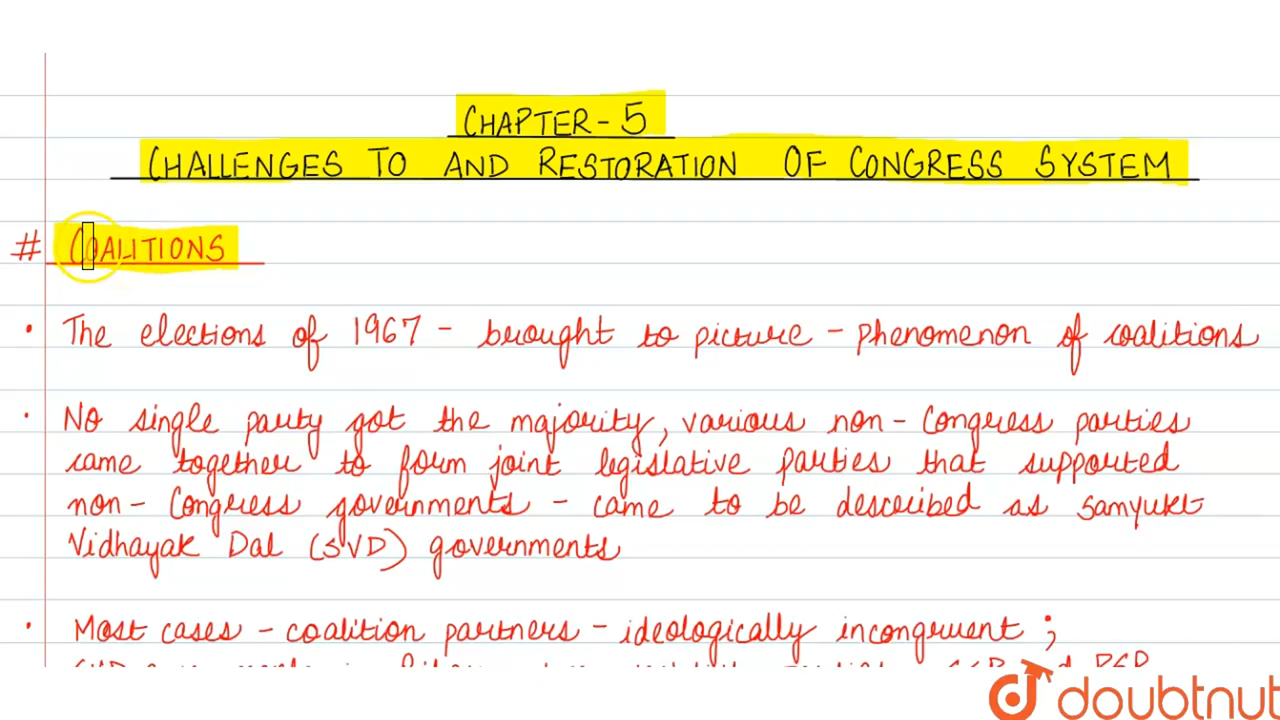 CHAPTER - 5
CHALLENGES TO AND RESTORATION OF CONGRESS SYSTEM
# COALITIONS
• The elections of 1967 - brought to picture - phenomenon of coalitions
• No single party got the majority, various non - Congress parties
came together to form joint legislative parties that supported
non - Congress governments - came to be described as samyukt
Vidhayak Dal (SVD) governments
• Most cases - coalition partners - ideologically incongruent ;
doubtnut